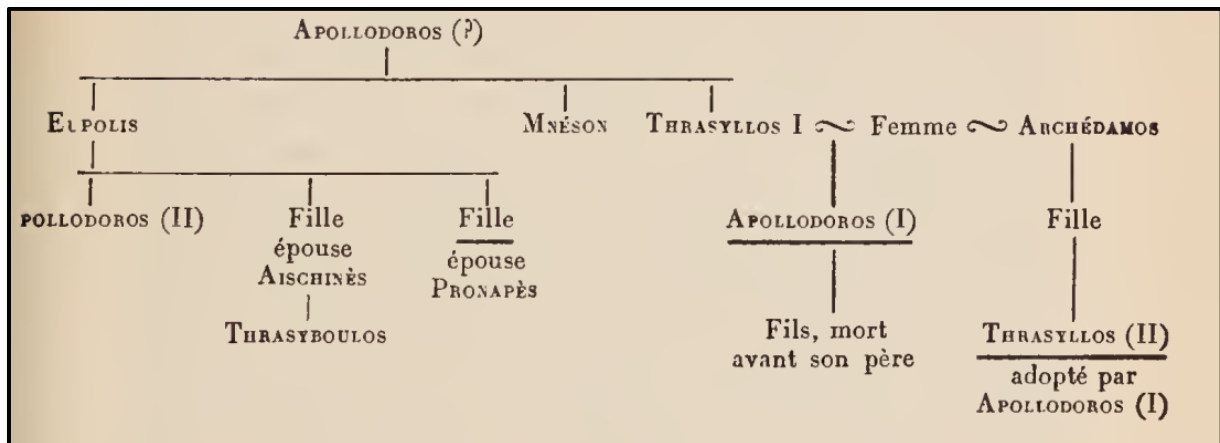 APOLLODOROS (?)
EUPOLIS MNÉSON THRASYLLOS I ~ Femme ~ ARCHÉDAMOS
POLLODOROS (II) Fille Fille APOLLODOROS (I) Fille
épouse épouse
AISCHINÈS PRONAPÈS
THRASYBOULOS Fils, mort THRASYLLOS (II)
avant son père adopté par
APOLLODOROS (I)